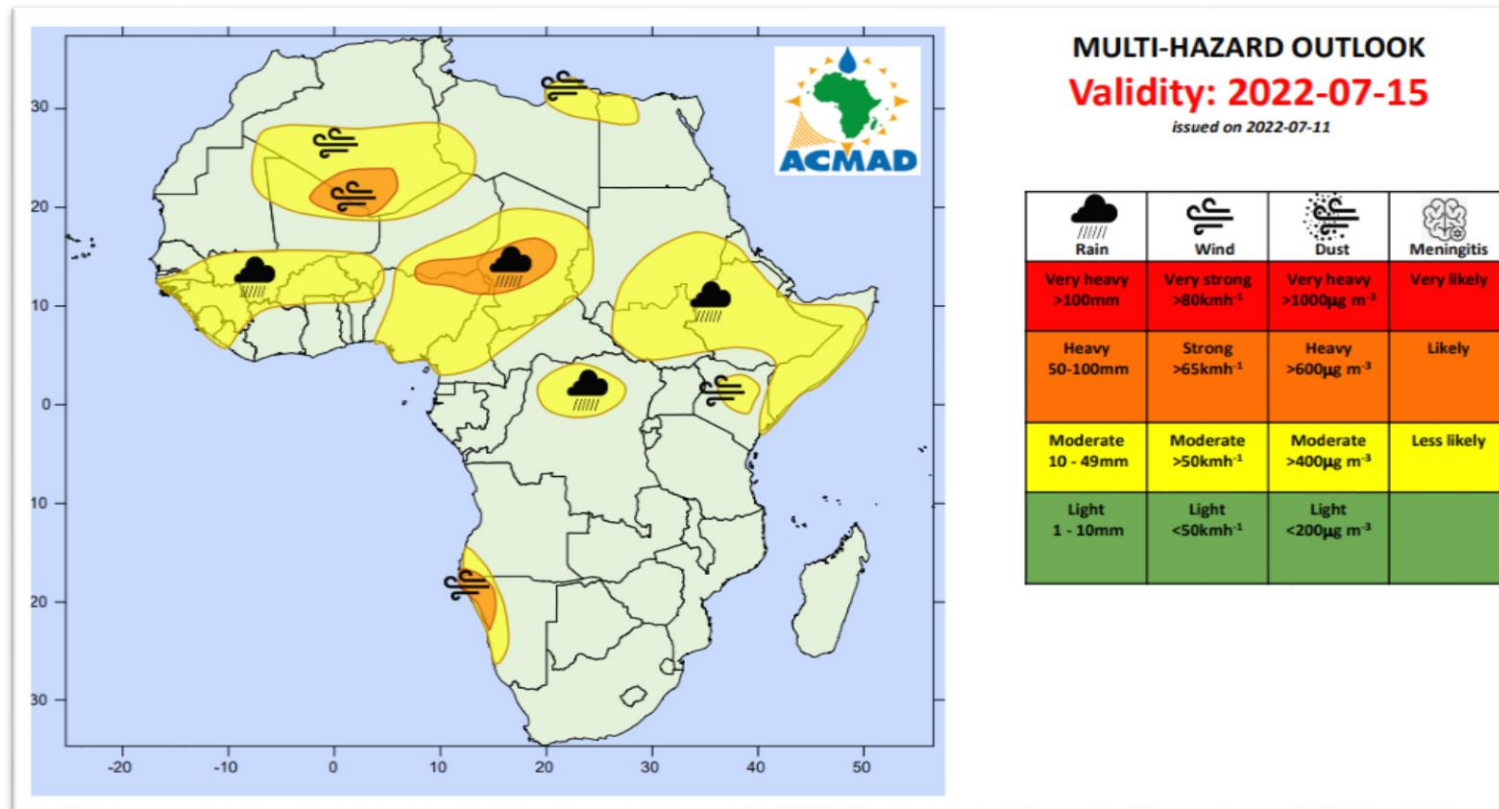 MULTI-HAZARD OUTLOOK
Validity: 2022-07-15
issued on 2022-07-11
ACMAD
30
20
10
0
10
20
30
-20 -10 0 10 20 30 40 50
Rain Wind Dust Meningitis
Very heavy >100mm Very strong >80kmh⁻¹ Very heavy >1000µg m⁻³ Very likely
Heavy 50-100mm Strong >65kmh⁻¹ Heavy >600µg m⁻³ Likely
Moderate 10 - 49mm Moderate >50kmh⁻¹ Moderate >400µg m⁻³ Less likely
Light 1 - 10mm Light <50kmh⁻¹ Light <200µg m⁻³